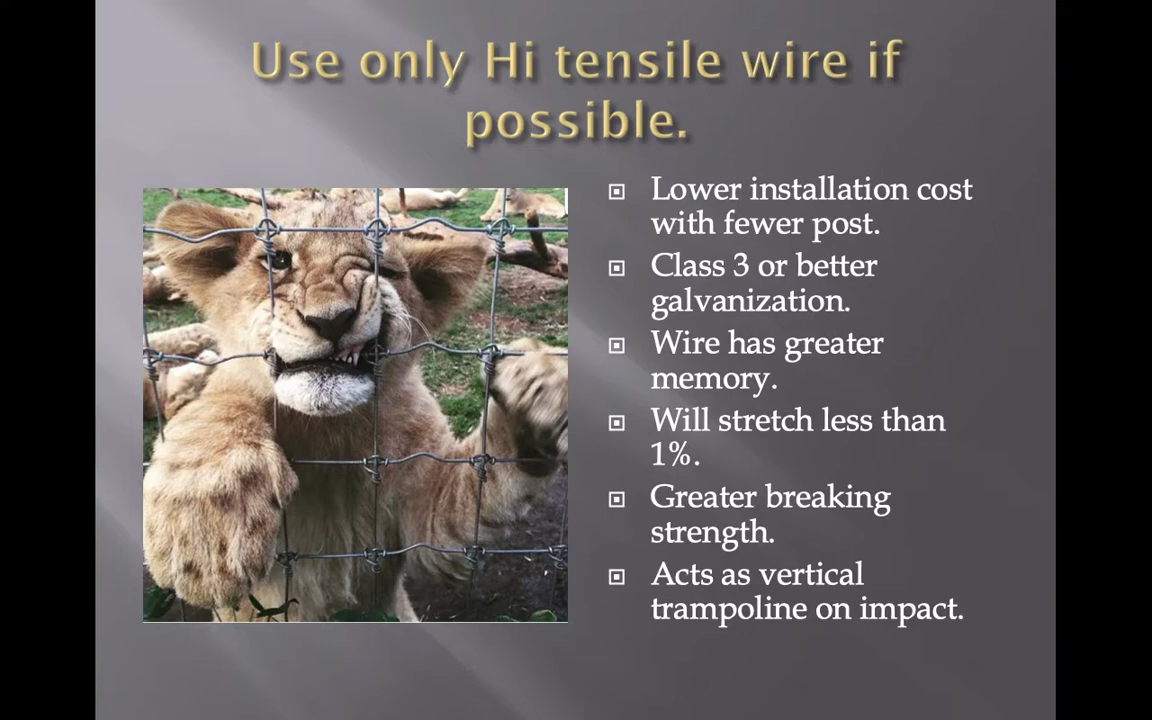 Use only Hi tensile wire if
possible.
Lower installation cost
with fewer post.
Class 3 or better
galvanization.
Wire has greater
memory.
Will stretch less than
1%.
Greater breaking
strength.
Acts as vertical
trampoline on impact.